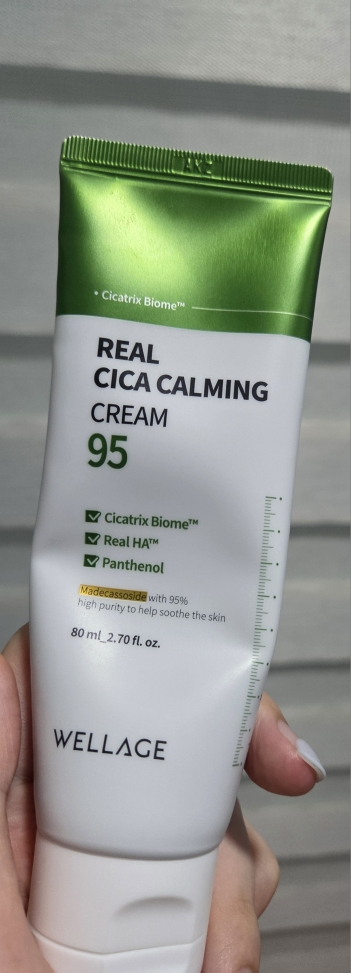 • Cicatrix Biome™
REAL
CICA CALMING
CREAM
95
Cicatrix Biome™
Real HA™
Panthenol
Madecassoside with 95%
high purity to help soothe the skin
80 ml_2.70 fl. oz.
WELLAGE